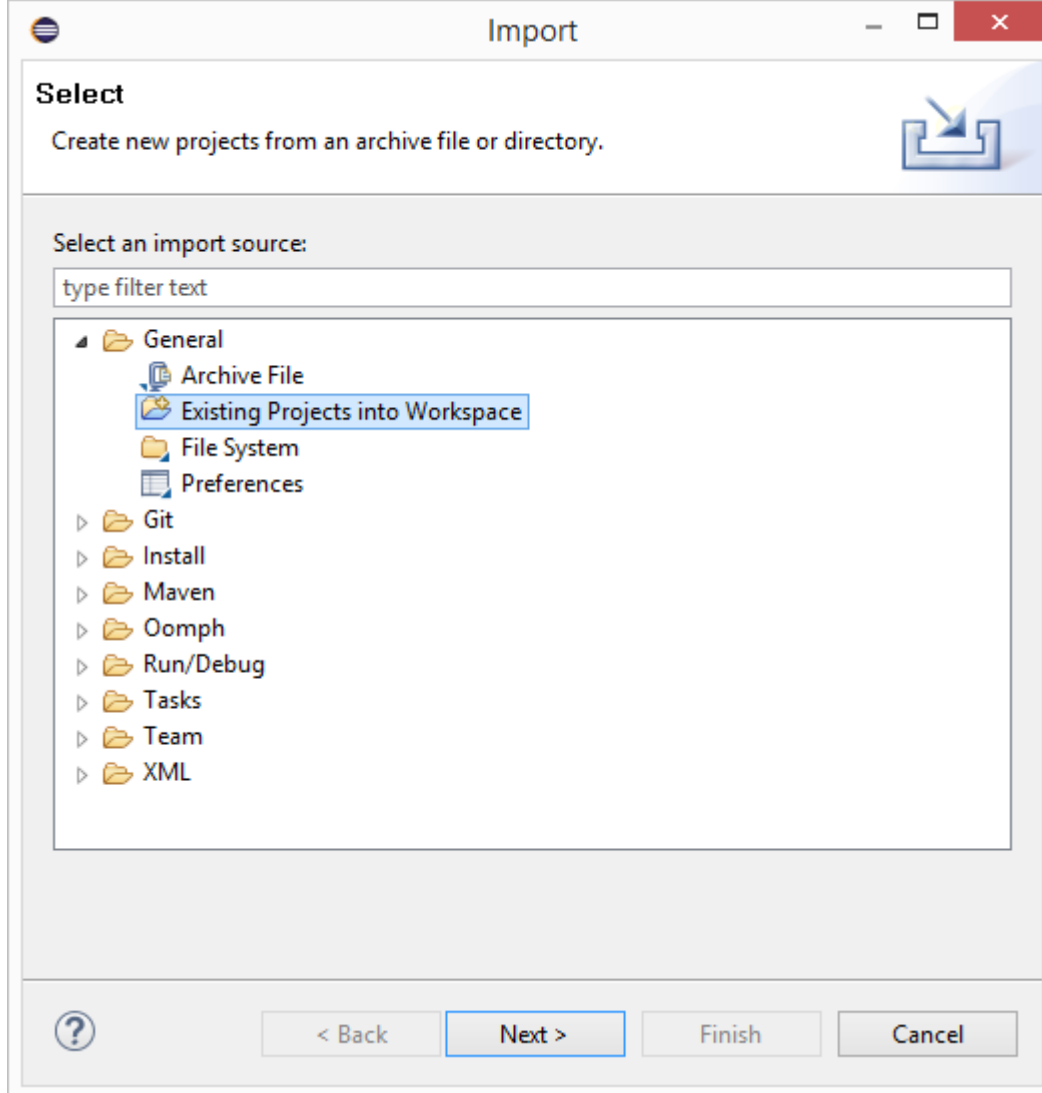 Import
Select
Create new projects from an archive file or directory.
Select an import source:
type filter text
General
Archive File
Existing Projects into Workspace
File System
Preferences
Git
Install
Maven
Oomph
Run/Debug
Tasks
Team
XML
< Back Next > Finish Cancel